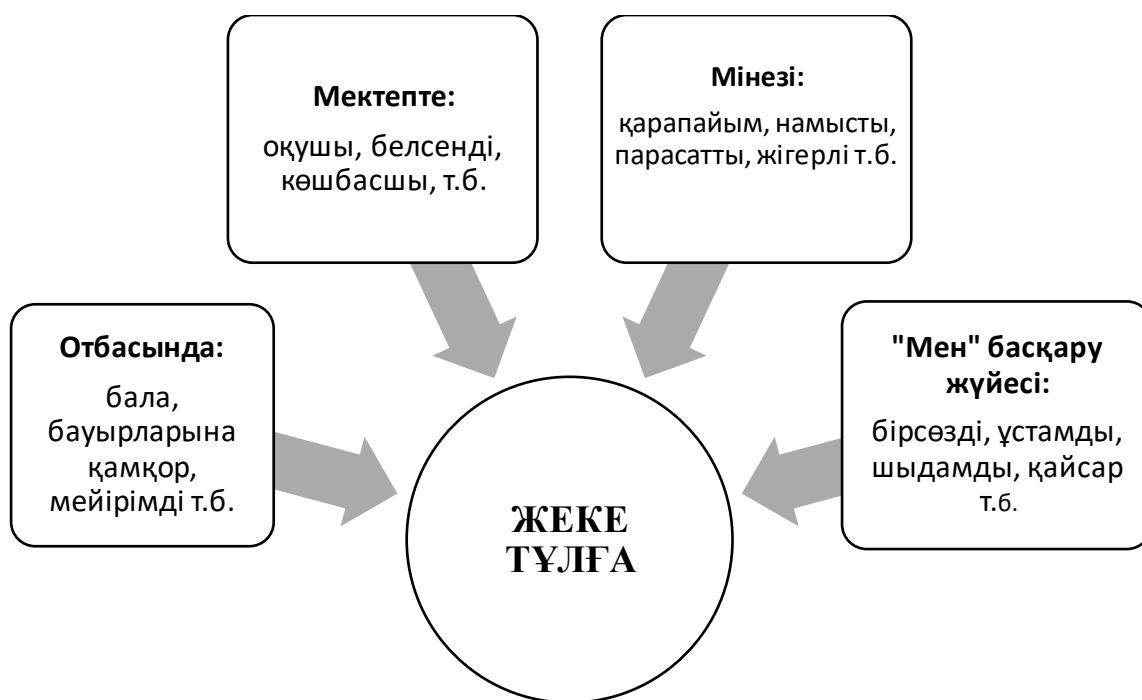 Мектепте:
оқушы, белсенді,
көшбасшы, т.б.
Мінезі:
қарапайым, намысты,
парасатты, жігерлі т.б.
Отбасында:
бала,
бауырларына
қамқор,
мейірімді т.б.
"Мен" басқару
жүйесі:
бірсөзді, ұстамды,
шыдамды, қайсар
т.б.
ЖЕКЕ
ТҰЛҒА